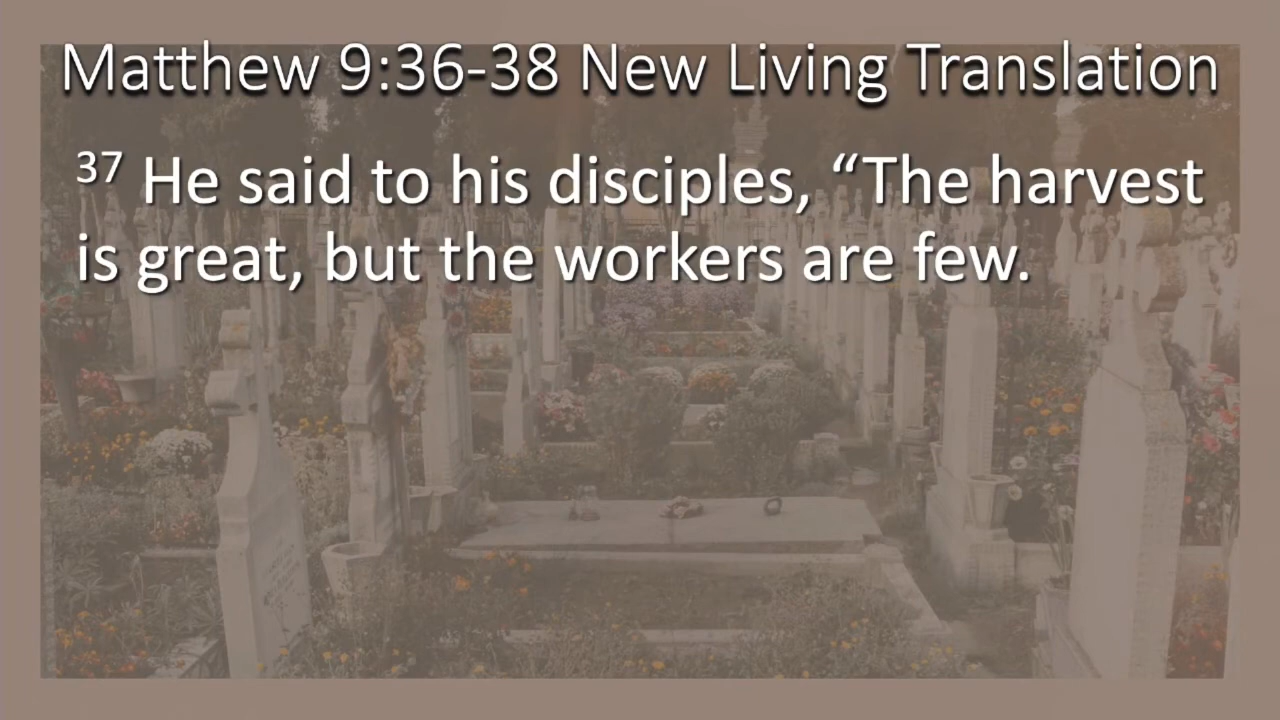 Matthew 9:36-38 New Living Translation
37 He said to his disciples, “The harvest
is great, but the workers are few.